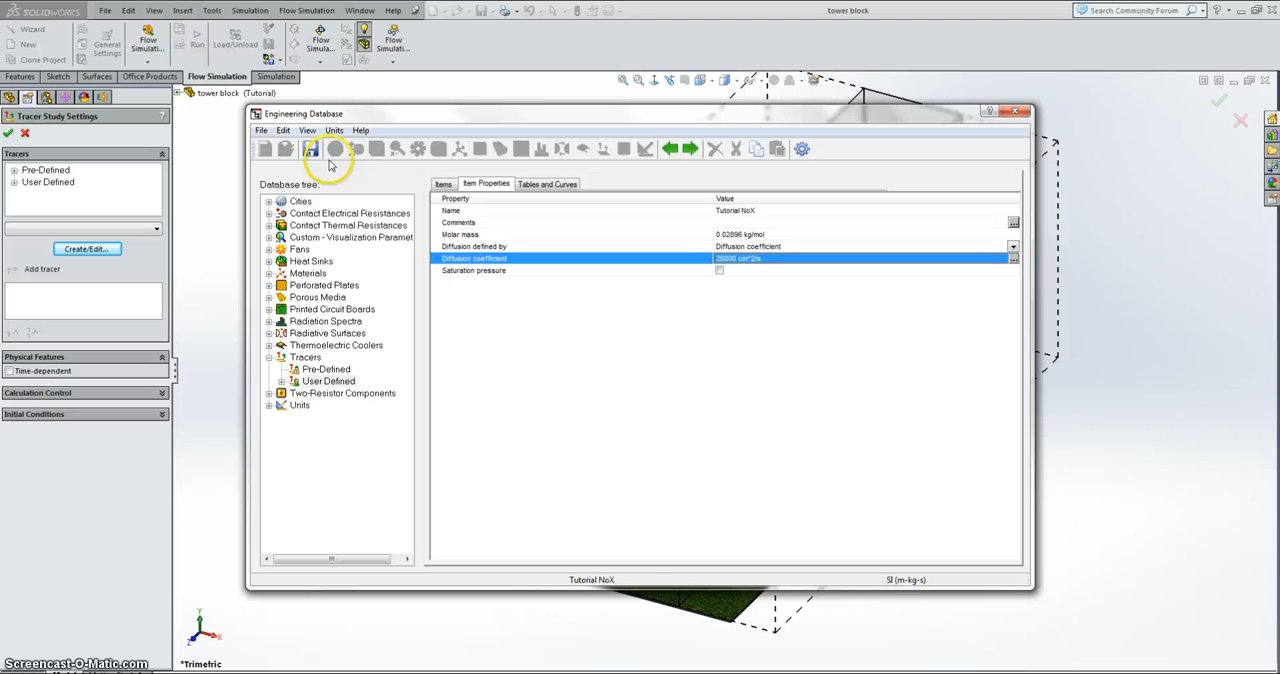 SOLIDWORKS File Edit View Insert Tools Simulation Flow Simulation Window Help tower block Search Community Forum
Wizard
New
Clone Project
General Settings
Flow Simulati...
Run
Load/Unload
Flow Simula...
Flow Simulati...
Features Sketch Surfaces Office Products Flow Simulation Simulation
tower block (Tutorial)
Tracer Study Settings ?
Tracers
Pre-Defined
User Defined
Create/Edit...
Add tracer
Physical Features
Time-dependent
Calculation Control
Initial Conditions
Engineering Database
File Edit View Units Help
Database tree:
Cities
Contact Electrical Resistances
Contact Thermal Resistances
Custom - Visualization Paramet
Fans
Heat Sinks
Materials
Perforated Plates
Porous Media
Printed Circuit Boards
Radiation Spectra
Radiative Surfaces
Thermoelectric Coolers
Tracers
Pre-Defined
User Defined
Two-Resistor Components
Units
Items Item Properties Tables and Curves
Property Value
Name Tutorial NoX
Comments
Molar mass 0.02896 kg/mol
Diffusion defined by Diffusion coefficient
Diffusion coefficient 26000 cm^2/s
Saturation pressure
Tutorial NoX SI (m-kg-s)
Y
X
Z
*Trimetric
Screencast-O-Matic.com